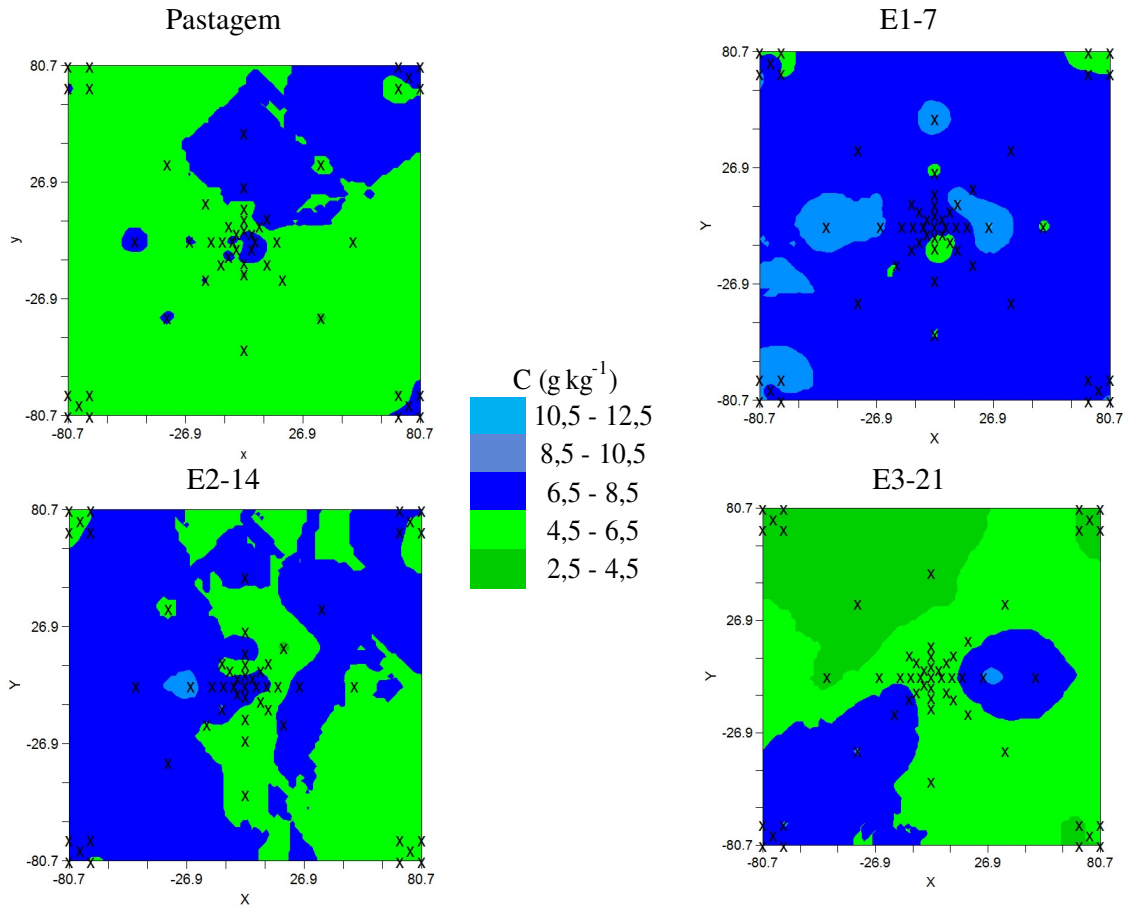 Pastagem
80.7
26.9
y
-26.9
-80.7
-80.7 -26.9 26.9 80.7
x
E1-7
80.7
26.9
Y
-26.9
-80.7
-80.7 -26.9 26.9 80.7
X
C (g kg⁻¹)
10,5 - 12,5
8,5 - 10,5
6,5 - 8,5
4,5 - 6,5
2,5 - 4,5
E2-14
80.7
26.9
Y
-26.9
-80.7
-80.7 -26.9 26.9 80.7
X
E3-21
80.7
26.9
Y
-26.9
-80.7
-80.7 -26.9 26.9 80.7
X